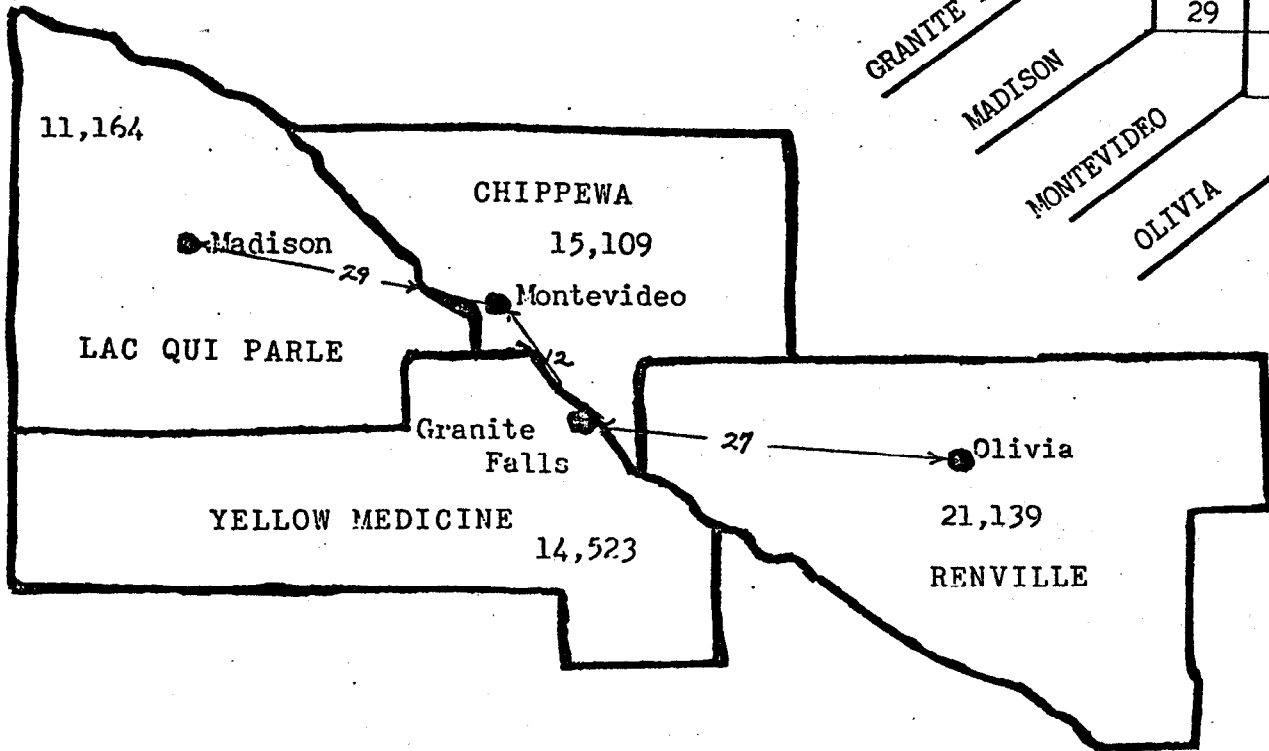 GRANITE
29
MADISON
MONTEVIDEO
OLIVIA
11,164
CHIPPEWA
15,109
Madison
29
Montevideo
LAC QUI PARLE
12
Granite
Falls
27
Olivia
YELLOW MEDICINE
14,523
21,139
RENVILLE